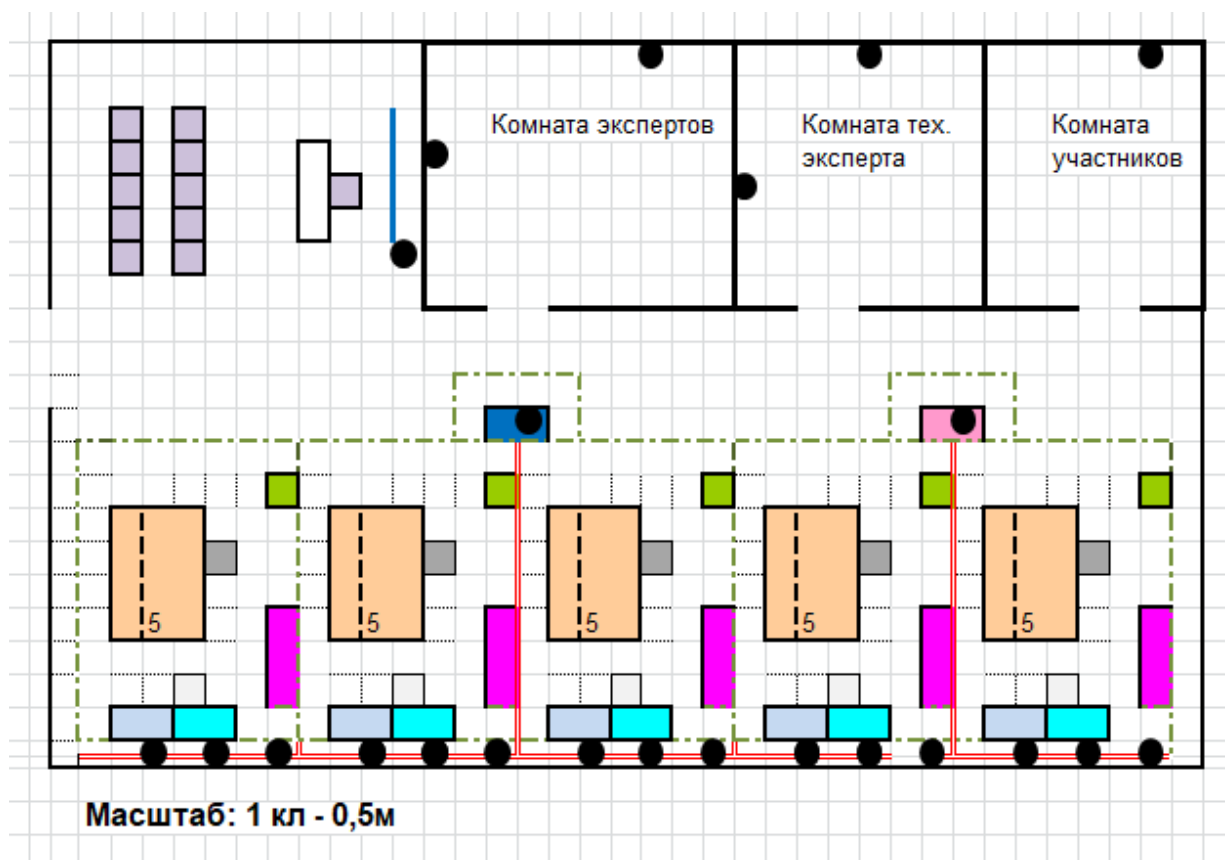 Комната экспертов
Комната тех.
эксперта
Комната
участников
5
5
5
5
5
Масштаб: 1 кл - 0,5м